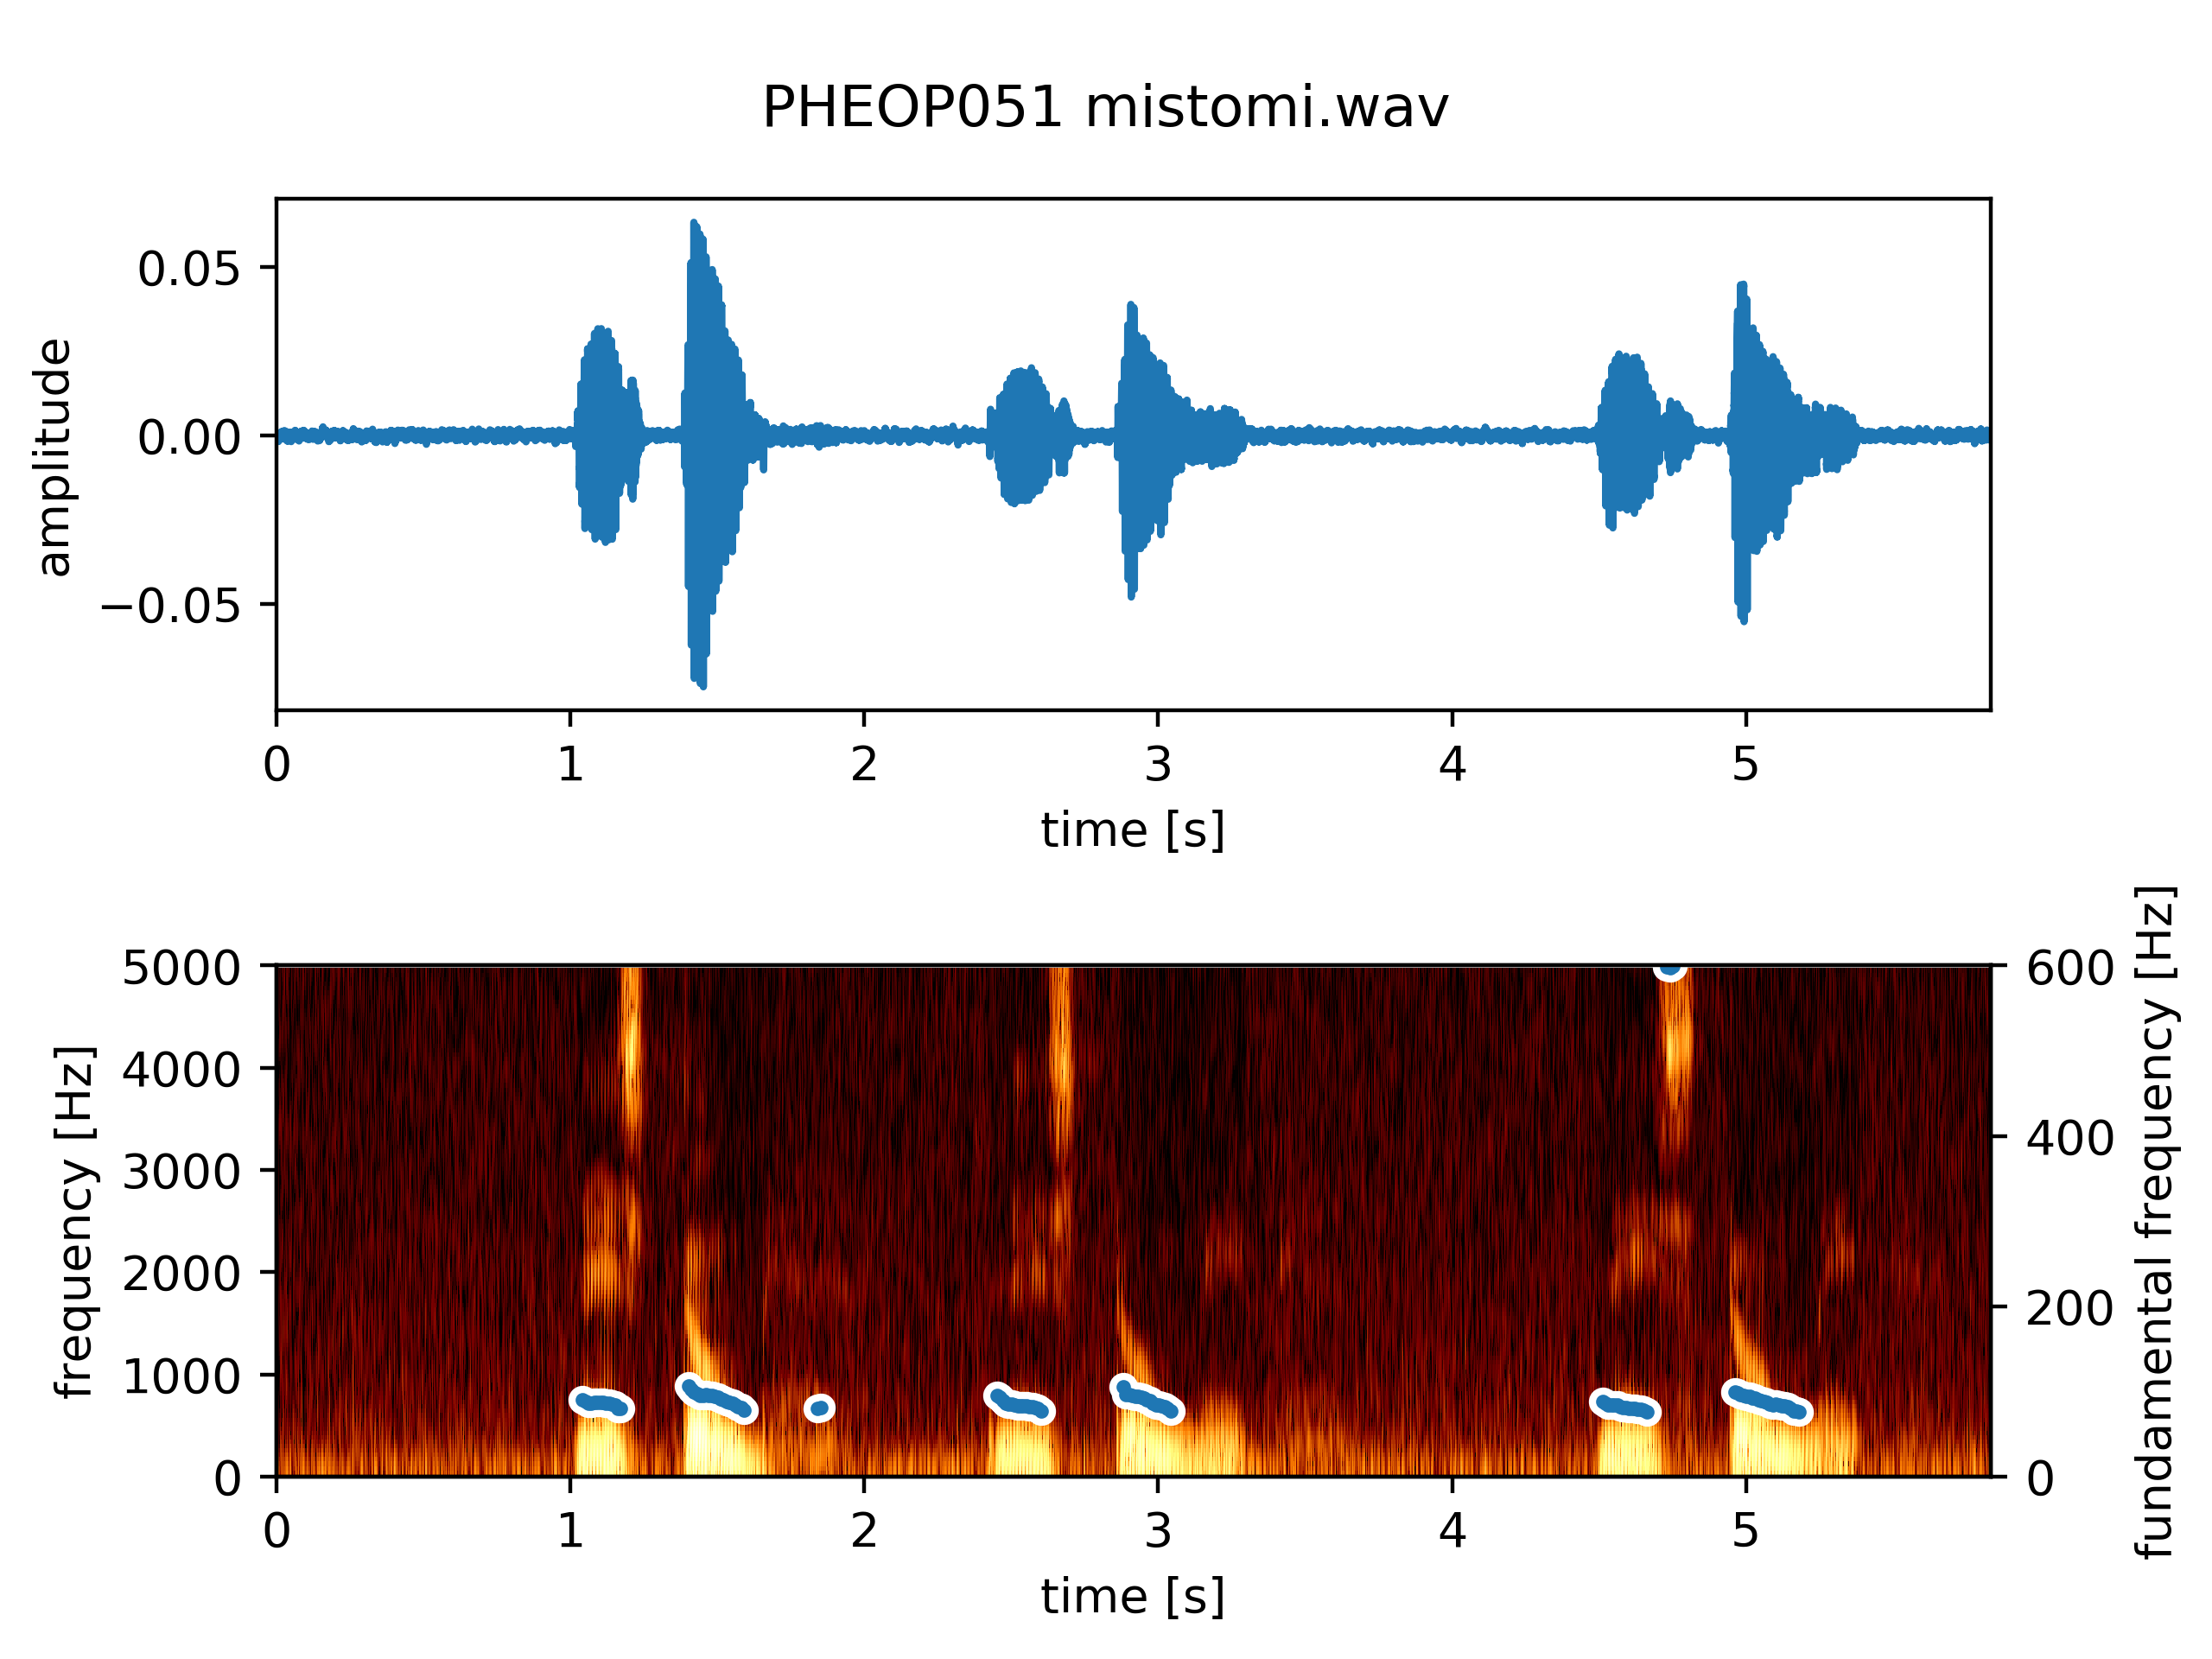 PHEOP051 mistomi.wav
amplitude
0.05
0.00
−0.05
0 1 2 3 4 5
time [s]
frequency [Hz]
5000
4000
3000
2000
1000
0
600
400
200
0
fundamental frequency [Hz]
0 1 2 3 4 5
time [s]